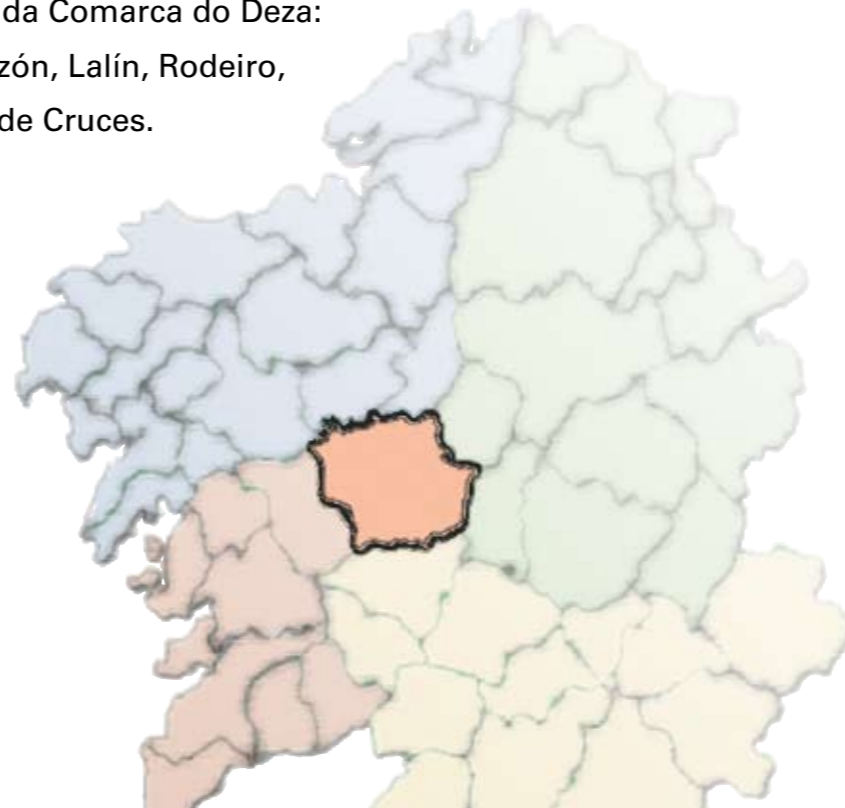 da Comarca do Deza:
zón, Lalín, Rodeiro,
de Cruces.